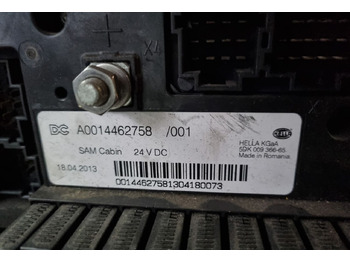 X4
DC A0014462758 /001
SAM Cabin 24 V DC
HELLA KGaA
5DK 009 366-65
Made in Romania
18.04.2013
00144627581304180073